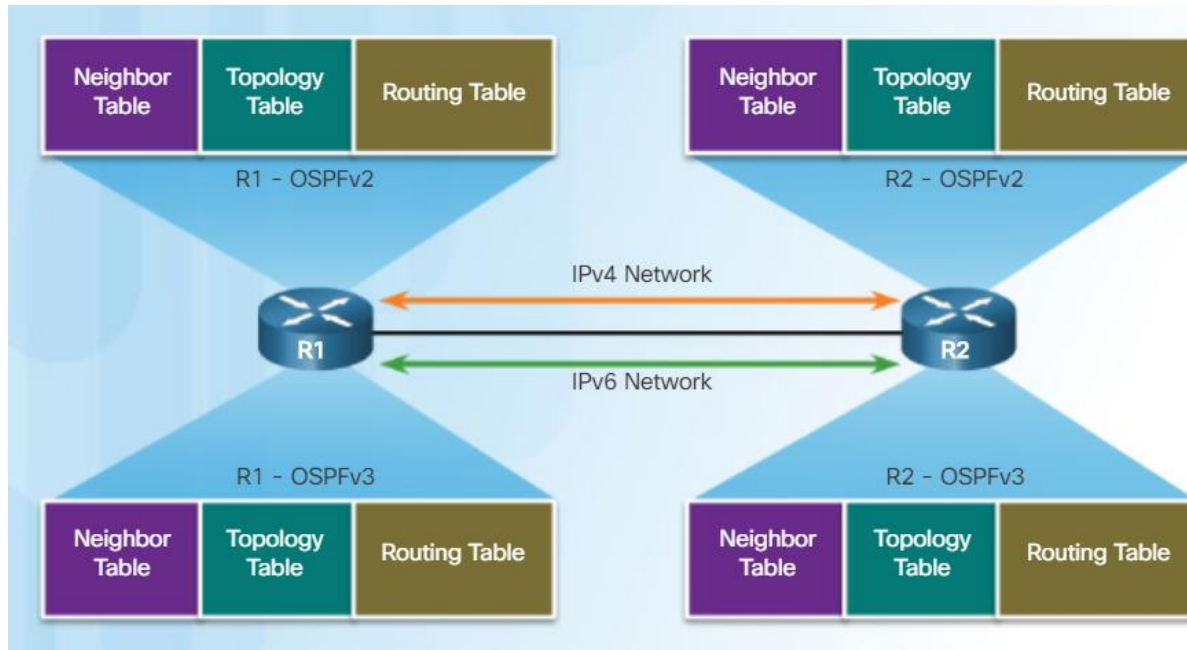 Neighbor
Table
Topology
Table
Routing Table
Neighbor
Table
Topology
Table
Routing Table
R1 - OSPFv2
R2 - OSPFv2
IPv4 Network
R1
R2
IPv6 Network
R1 - OSPFv3
R2 - OSPFv3
Neighbor
Table
Topology
Table
Routing Table
Neighbor
Table
Topology
Table
Routing Table